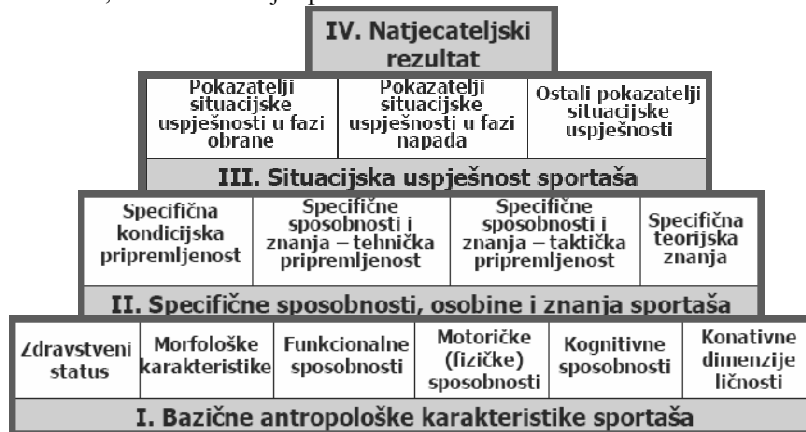 IV. Natjecateljski
rezultat
Pokazatelji
situacijske
uspješnosti u fazi
obrane
Pokazatelji
situacijske
uspješnosti u fazi
napada
Ostali pokazatelji
situacijske
uspješnosti
III. Situacijska uspješnost sportaša
Specifična
kondicijska
pripremljenost
Specifične
sposobnosti i
znanja – tehnička
pripremljenost
Specifične
sposobnosti i
znanja – taktička
pripremljenost
Specifična
teorijska
znanja
II. Specifične sposobnosti, osobine i znanja sportaša
Zdravstveni
status
Morfološke
karakteristike
Funkcionalne
sposobnosti
Motoričke
(fizičke)
sposobnosti
Kognitivne
sposobnosti
Konativne
dimenzije
ličnosti
I. Bazične antropološke karakteristike sportaša